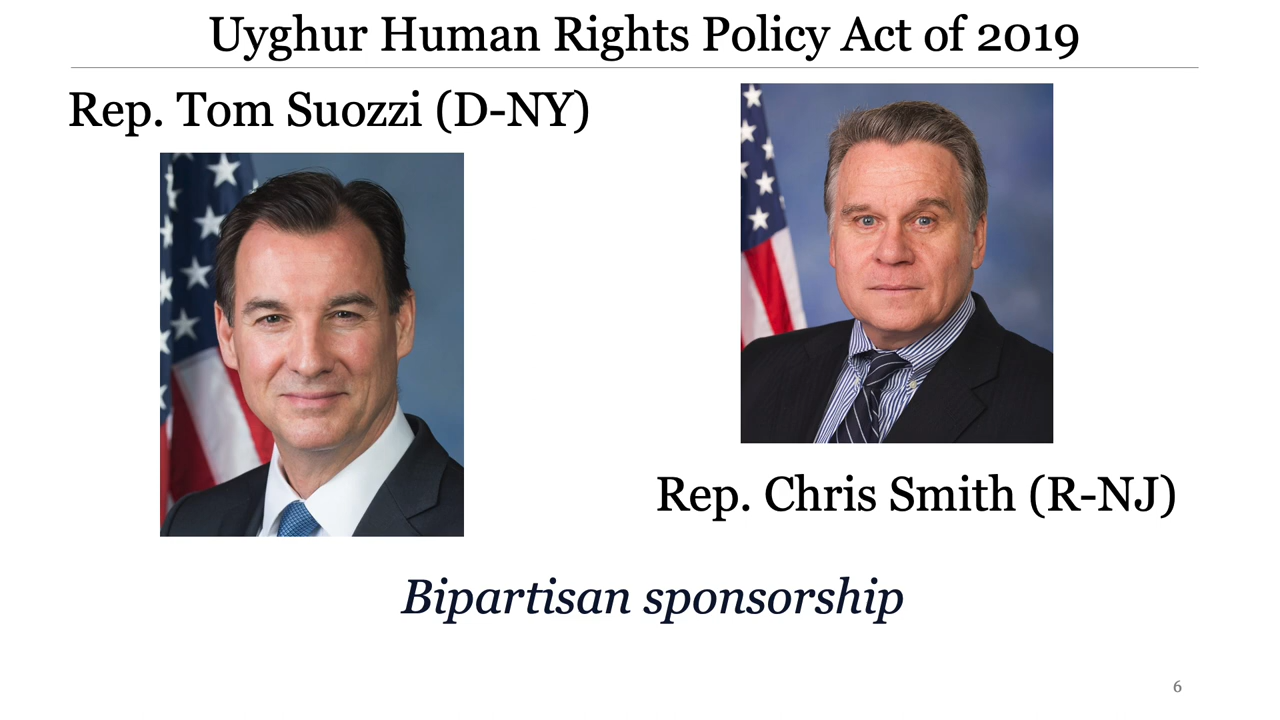 Uyghur Human Rights Policy Act of 2019
Rep. Tom Suozzi (D-NY)
Rep. Chris Smith (R-NJ)
Bipartisan sponsorship
6